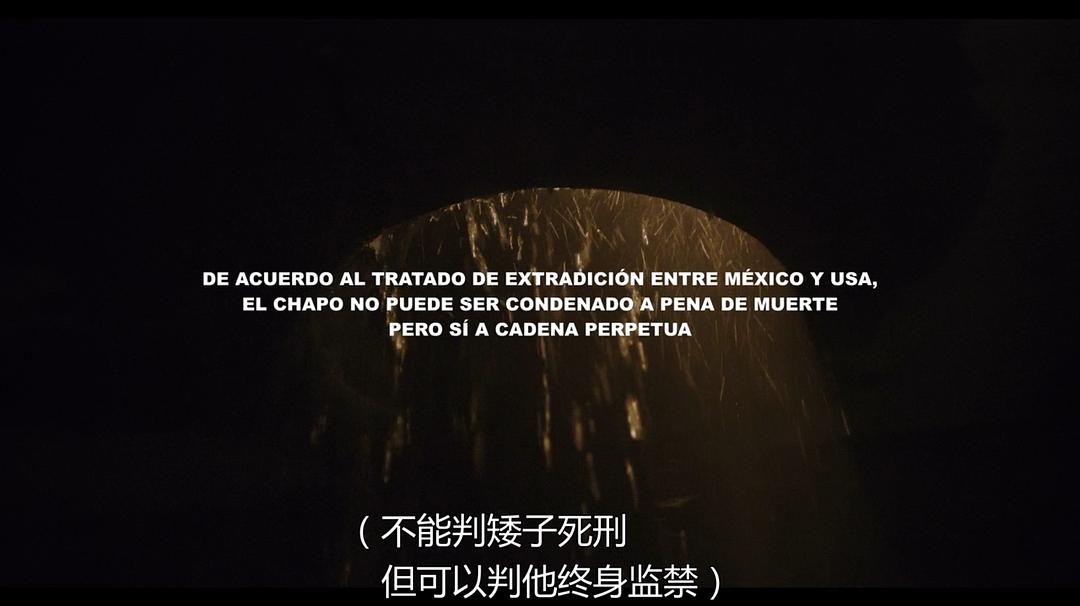 DE ACUERDO AL TRATADO DE EXTRADICIÓN ENTRE MÉXICO Y USA,
EL CHAPO NO PUEDE SER CONDENADO A PENA DE MUERTE
PERO SÍ A CADENA PERPETUA
（不能判矮子死刑
但可以判他终身监禁）